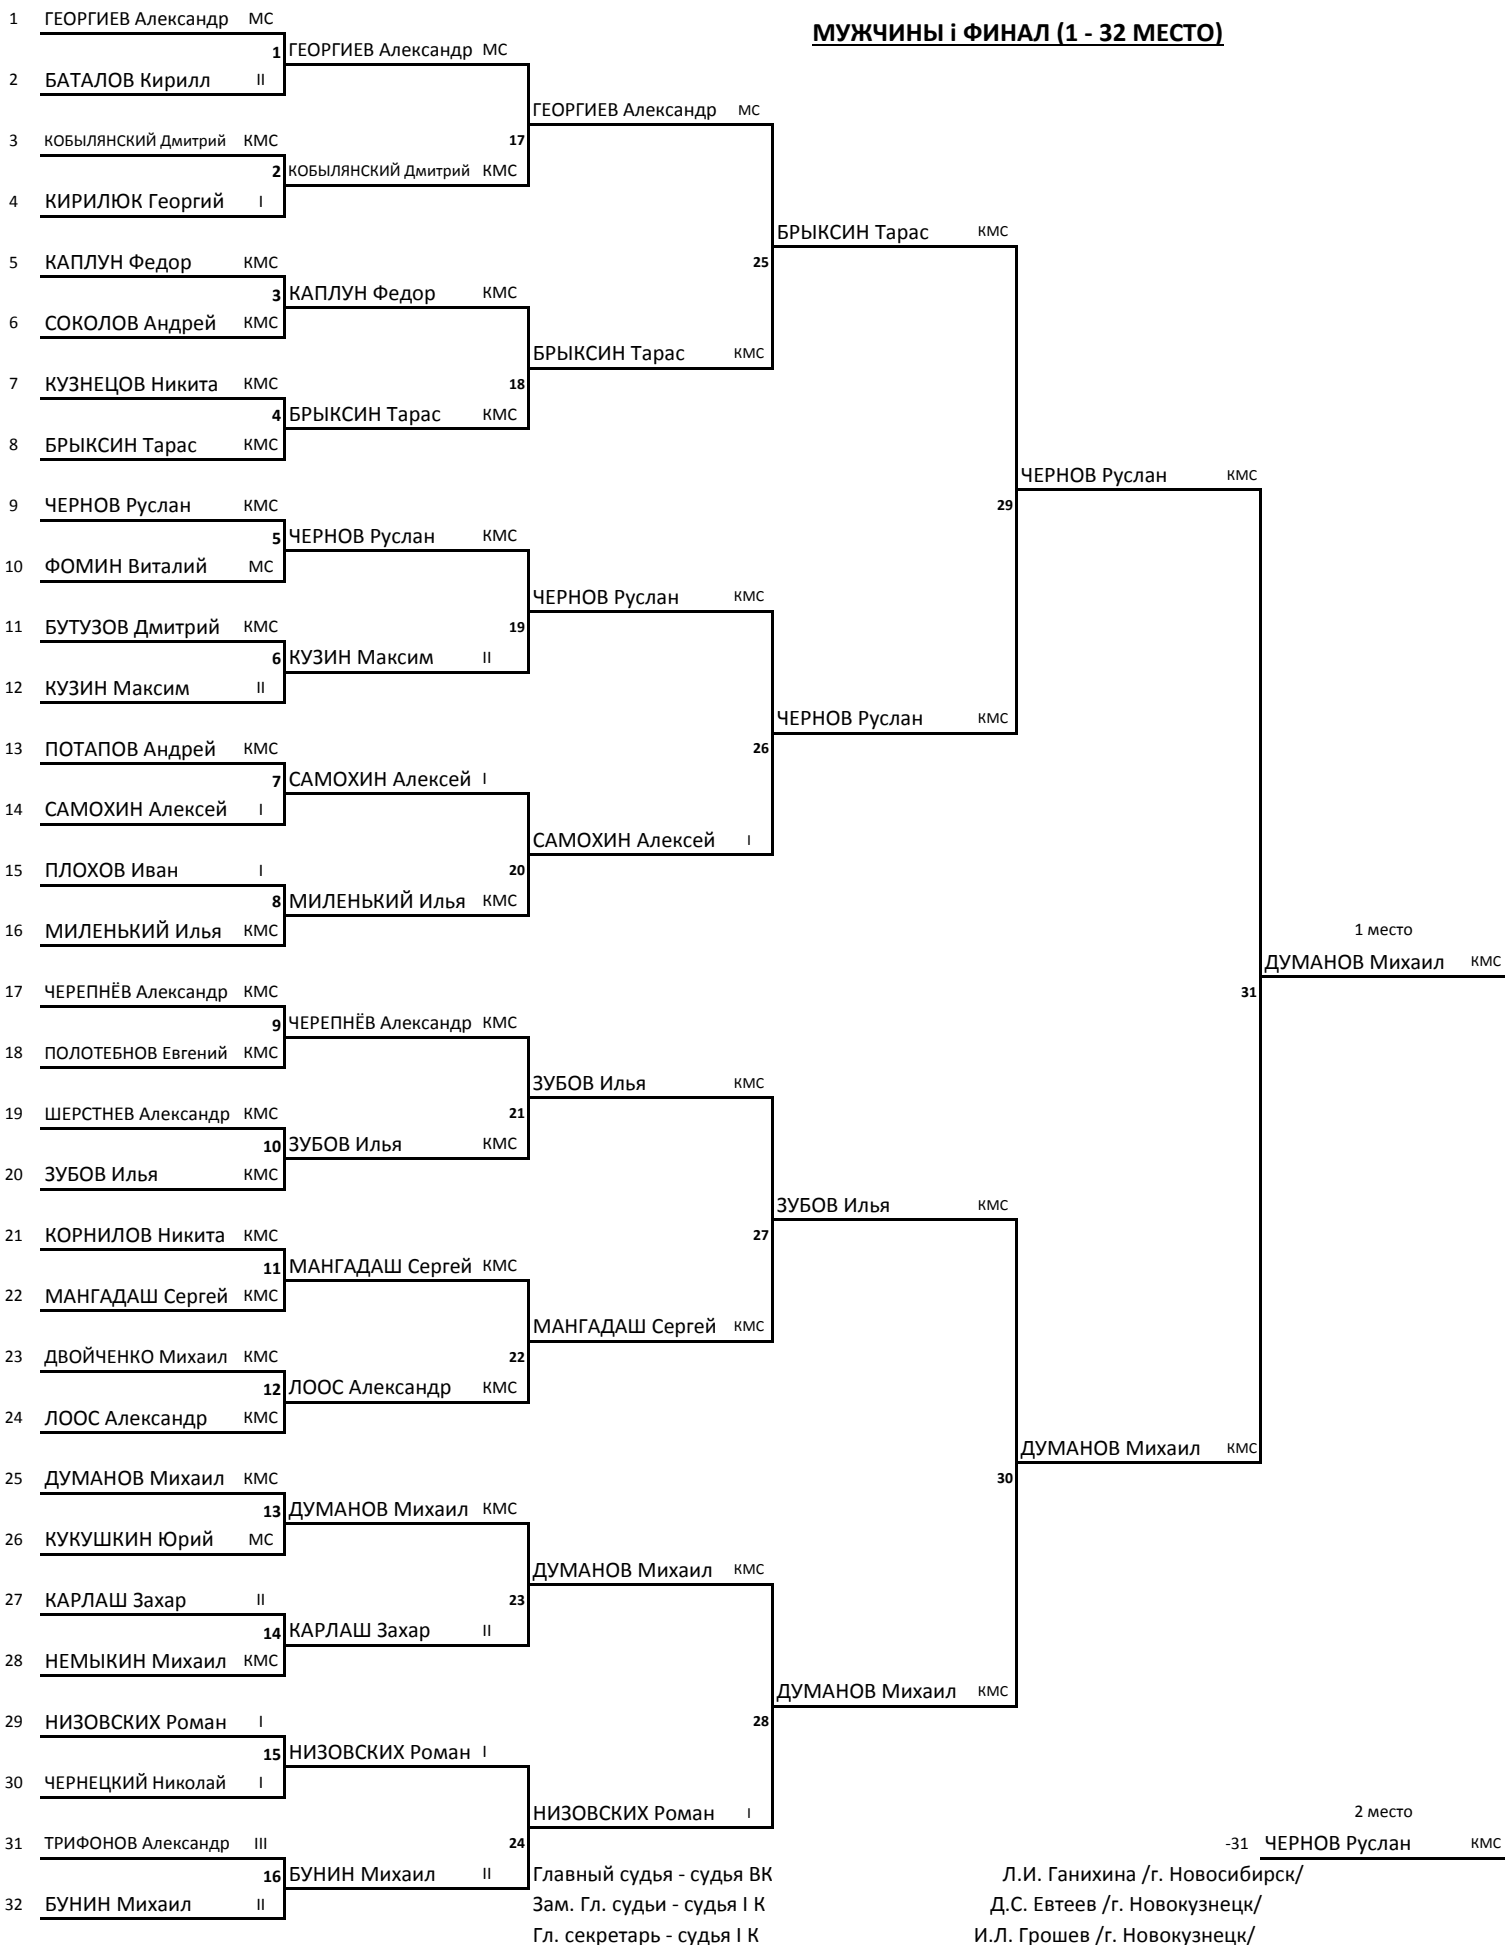 МУЖЧИНЫ i ФИНАЛ (1 - 32 МЕСТО)
1 ГЕОРГИЕВ Александр МС
1 ГЕОРГИЕВ Александр МС
2 БАТАЛОВ Кирилл II
ГЕОРГИЕВ Александр МС
3 КОБЫЛЯНСКИЙ Дмитрий КМС
17
2 КОБЫЛЯНСКИЙ Дмитрий КМС
4 КИРИЛЮК Георгий I
БРЫКСИН Тарас КМС
5 КАПЛУН Федор КМС
25
3 КАПЛУН Федор КМС
6 СОКОЛОВ Андрей КМС
БРЫКСИН Тарас КМС
7 КУЗНЕЦОВ Никита КМС
18
4 БРЫКСИН Тарас КМС
8 БРЫКСИН Тарас КМС
ЧЕРНОВ Руслан КМС
9 ЧЕРНОВ Руслан КМС
29
5 ЧЕРНОВ Руслан КМС
10 ФОМИН Виталий МС
ЧЕРНОВ Руслан КМС
11 БУТУЗОВ Дмитрий КМС
19
6 КУЗИН Максим II
12 КУЗИН Максим II
ЧЕРНОВ Руслан КМС
13 ПОТАПОВ Андрей КМС
26
7 САМОХИН Алексей I
14 САМОХИН Алексей I
САМОХИН Алексей I
15 ПЛОХОВ Иван I
20
8 МИЛЕНЬКИЙ Илья КМС
16 МИЛЕНЬКИЙ Илья КМС
1 место
ДУМАНОВ Михаил КМС
17 ЧЕРЕПНЁВ Александр КМС
31
9 ЧЕРЕПНЁВ Александр КМС
18 ПОЛОТЕБНОВ Евгений КМС
ЗУБОВ Илья КМС
19 ШЕРСТНЕВ Александр КМС
21
10 ЗУБОВ Илья КМС
20 ЗУБОВ Илья КМС
ЗУБОВ Илья КМС
21 КОРНИЛОВ Никита КМС
27
11 МАНГАДАШ Сергей КМС
22 МАНГАДАШ Сергей КМС
МАНГАДАШ Сергей КМС
23 ДВОЙЧЕНКО Михаил КМС
22
12 ЛООС Александр КМС
24 ЛООС Александр КМС
ДУМАНОВ Михаил КМС
25 ДУМАНОВ Михаил КМС
30
13 ДУМАНОВ Михаил КМС
26 КУКУШКИН Юрий МС
ДУМАНОВ Михаил КМС
27 КАРЛАШ Захар II
23
14 КАРЛАШ Захар II
28 НЕМЫКИН Михаил КМС
ДУМАНОВ Михаил КМС
29 НИЗОВСКИХ Роман I
28
15 НИЗОВСКИХ Роман I
30 ЧЕРНЕЦКИЙ Николай I
2 место
НИЗОВСКИХ Роман I
31 ТРИФОНОВ Александр III
24
-31 ЧЕРНОВ Руслан КМС
16 БУНИН Михаил II
Главный судья - судья ВК Л.И. Ганихина /г. Новосибирск/
32 БУНИН Михаил II
Зам. Гл. судьи - судья I К Д.С. Евтеев /г. Новокузнецк/
Гл. секретарь - судья I К И.Л. Грошев /г. Новокузнецк/